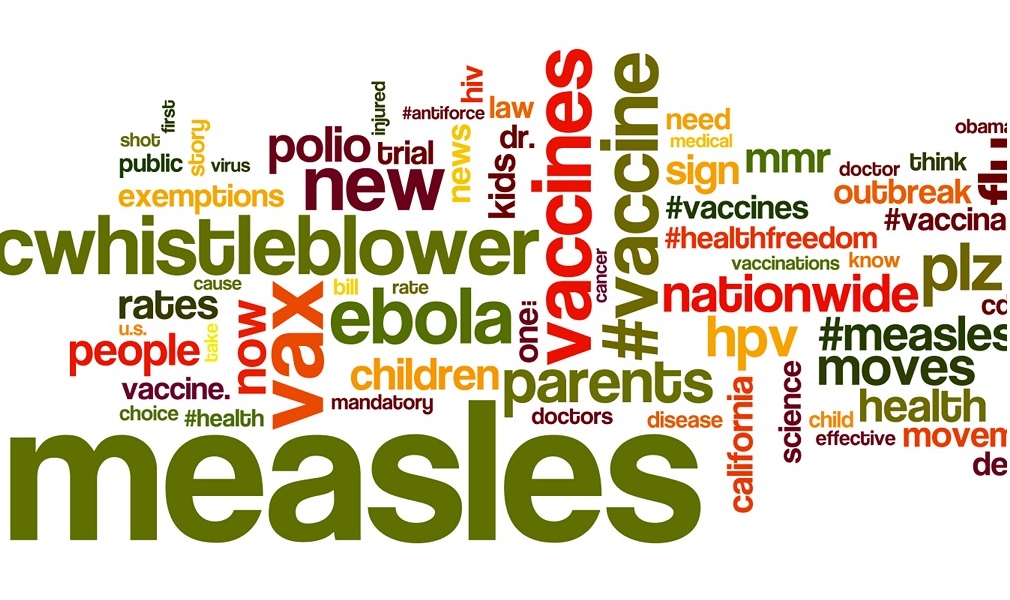 hiv
#antiforce
law
vaccines
#vaccine
injured
first
shot
story
public
virus
polio
trial
new
news
dr.
kids
exemptions
need
medical
sign
mmr
doctor
think
obama
flu
outbreak
#vaccines
#vaccina
#healthfreedom
vaccinations
know
plz
cwhistleblower
cause
bill
rate
cancer
rates
u.s.
take
now
vax
ebola
one
nationwide
cd
people
hpv
#measles
moves
vaccine.
children
parents
choice
#health
mandatory
doctors
disease
california
science
child
health
effective
movem
de
measles